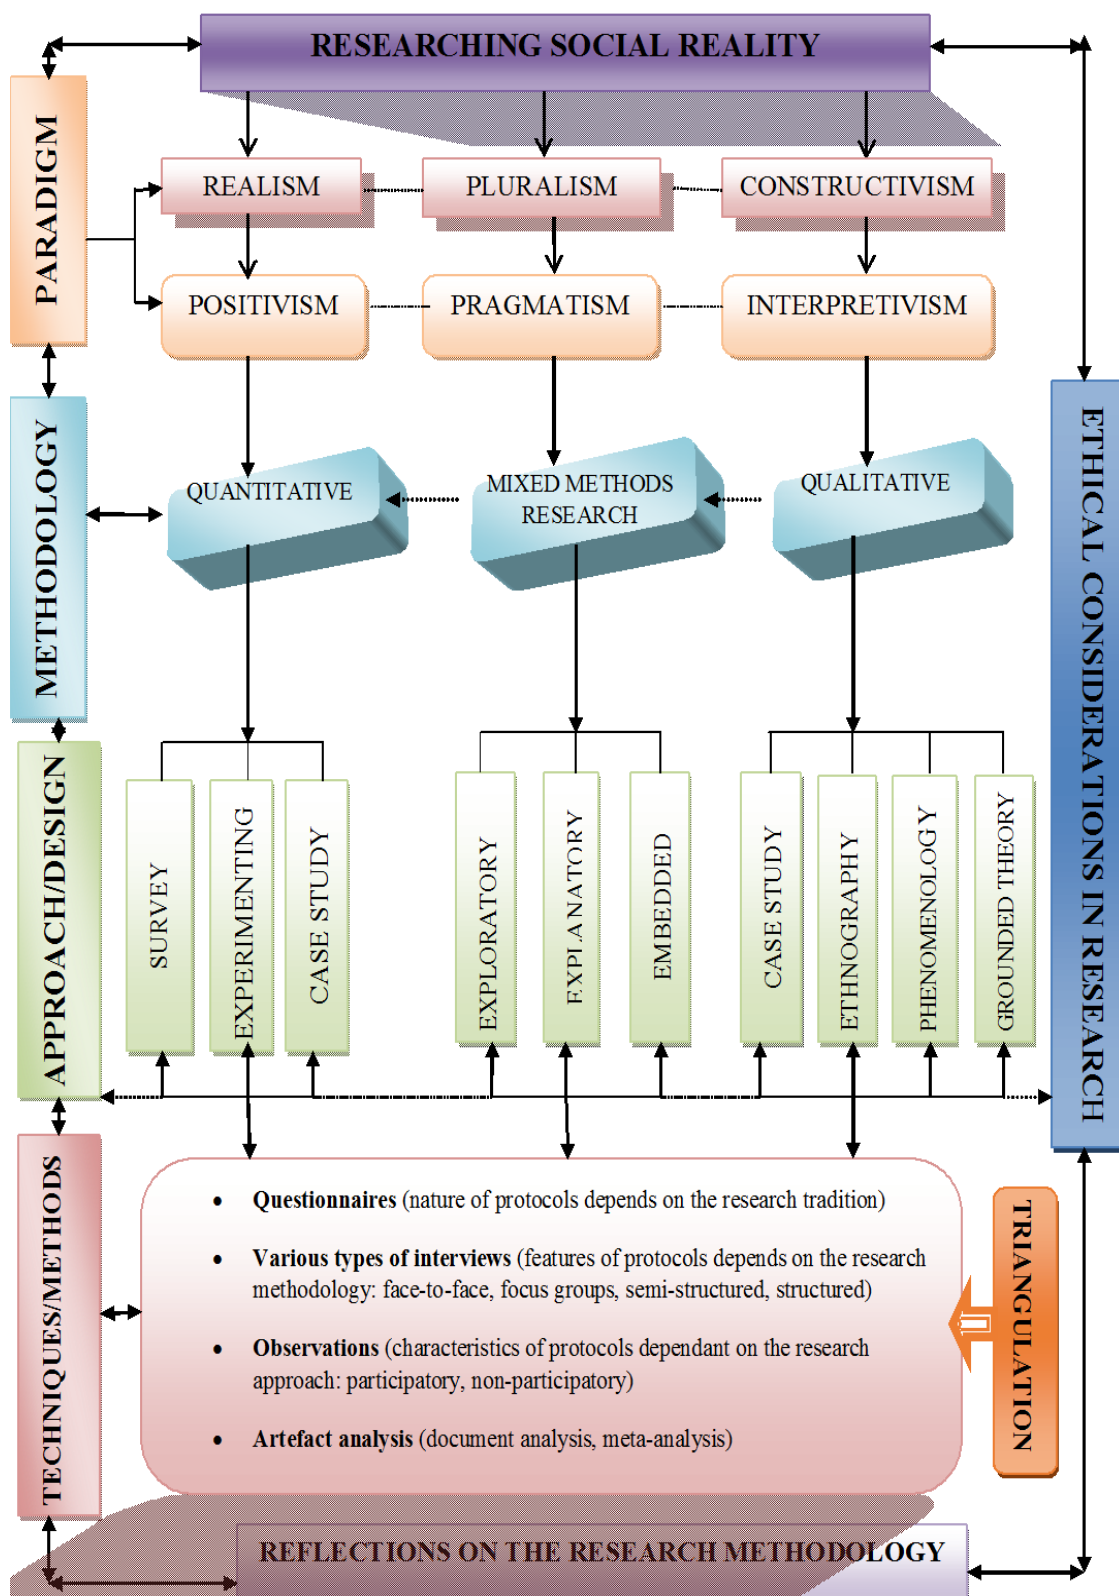 RESEARCHING SOCIAL REALITY
PARADIGM
REALISM
PLURALISM
CONSTRUCTIVISM
POSITIVISM
PRAGMATISM
INTERPRETIVISM
METHODOLOGY
QUANTITATIVE
MIXED METHODS
RESEARCH
QUALITATIVE
ETHICAL CONSIDERATIONS IN RESEARCH
APPROACH/DESIGN
SURVEY
EXPERIMENTING
CASE STUDY
EXPLORATORY
EXPLANATORY
EMBEDDED
CASE STUDY
ETHNOGRAPHY
PHENOMENOLOGY
GROUNDED THEORY
TECHNIQUES/METHODS
• Questionnaires (nature of protocols depends on the research tradition)
• Various types of interviews (features of protocols depends on the research
methodology: face-to-face, focus groups, semi-structured, structured)
• Observations (characteristics of protocols dependant on the research
approach: participatory, non-participatory)
• Artefact analysis (document analysis, meta-analysis)
TRIANGULATION
REFLECTIONS ON THE RESEARCH METHODOLOGY